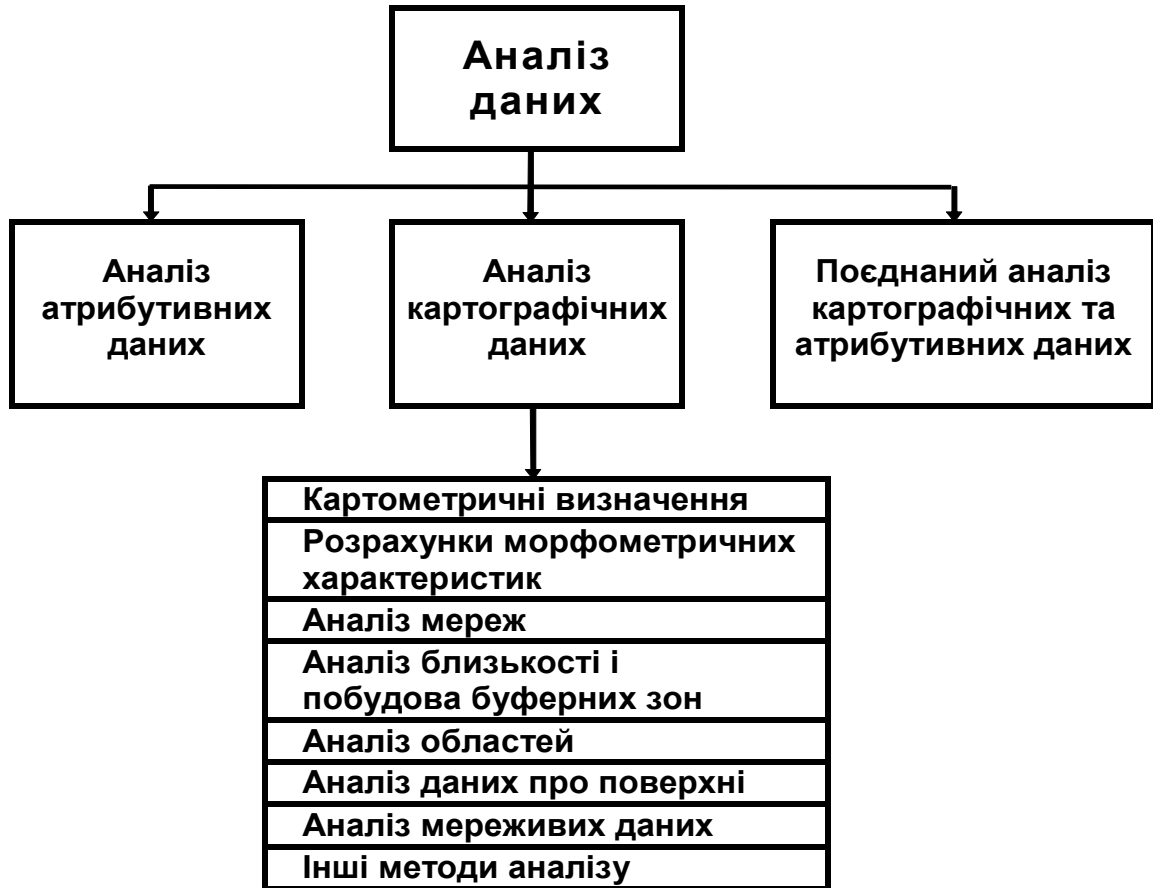 Аналіз
даних
Аналіз
атрибутивних
даних
Аналіз
картографічних
даних
Поєднаний аналіз
картографічних та
атрибутивних даних
Картометричні визначення
Розрахунки морфометричних
характеристик
Аналіз мереж
Аналіз близькості і
побудова буферних зон
Аналіз областей
Аналіз даних про поверхні
Аналіз мереживих даних
Інші методи аналізу